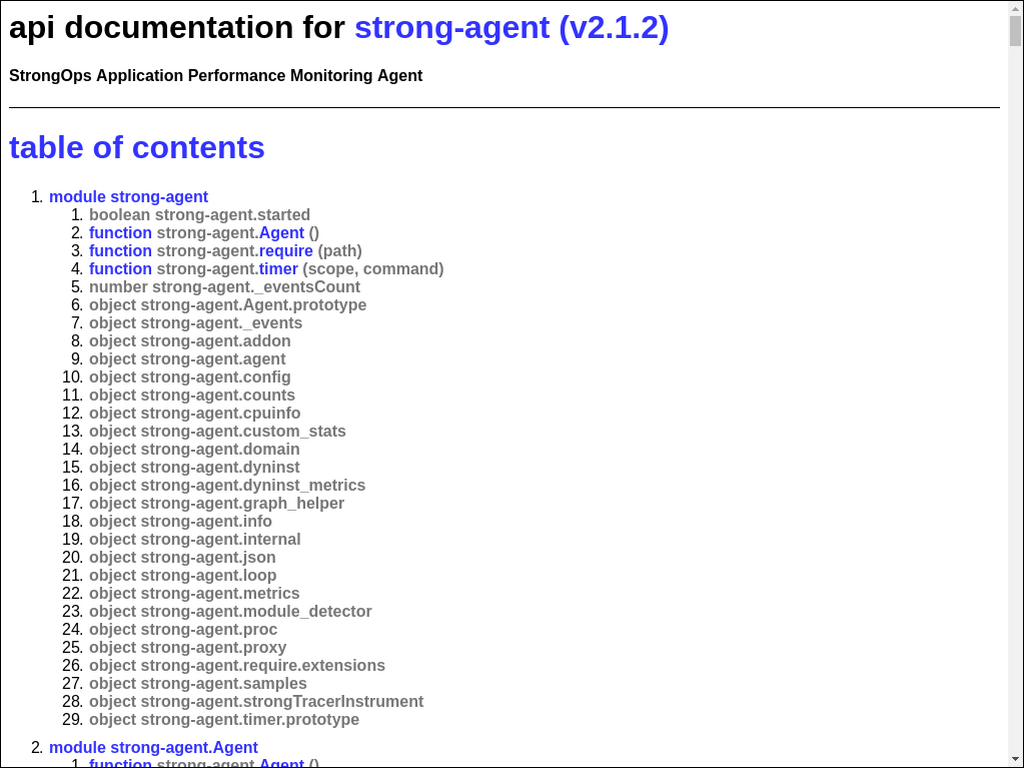 api documentation for strong-agent (v2.1.2)
StrongOps Application Performance Monitoring Agent
table of contents
1. module strong-agent
1. boolean strong-agent.started
2. function strong-agent.Agent ()
3. function strong-agent.require (path)
4. function strong-agent.timer (scope, command)
5. number strong-agent._eventsCount
6. object strong-agent.Agent.prototype
7. object strong-agent._events
8. object strong-agent.addon
9. object strong-agent.agent
10. object strong-agent.config
11. object strong-agent.counts
12. object strong-agent.cpuinfo
13. object strong-agent.custom_stats
14. object strong-agent.domain
15. object strong-agent.dyninst
16. object strong-agent.dyninst_metrics
17. object strong-agent.graph_helper
18. object strong-agent.info
19. object strong-agent.internal
20. object strong-agent.json
21. object strong-agent.loop
22. object strong-agent.metrics
23. object strong-agent.module_detector
24. object strong-agent.proc
25. object strong-agent.proxy
26. object strong-agent.require.extensions
27. object strong-agent.samples
28. object strong-agent.strongTracerInstrument
29. object strong-agent.timer.prototype
2. module strong-agent.Agent
1. function strong-agent.Agent ()